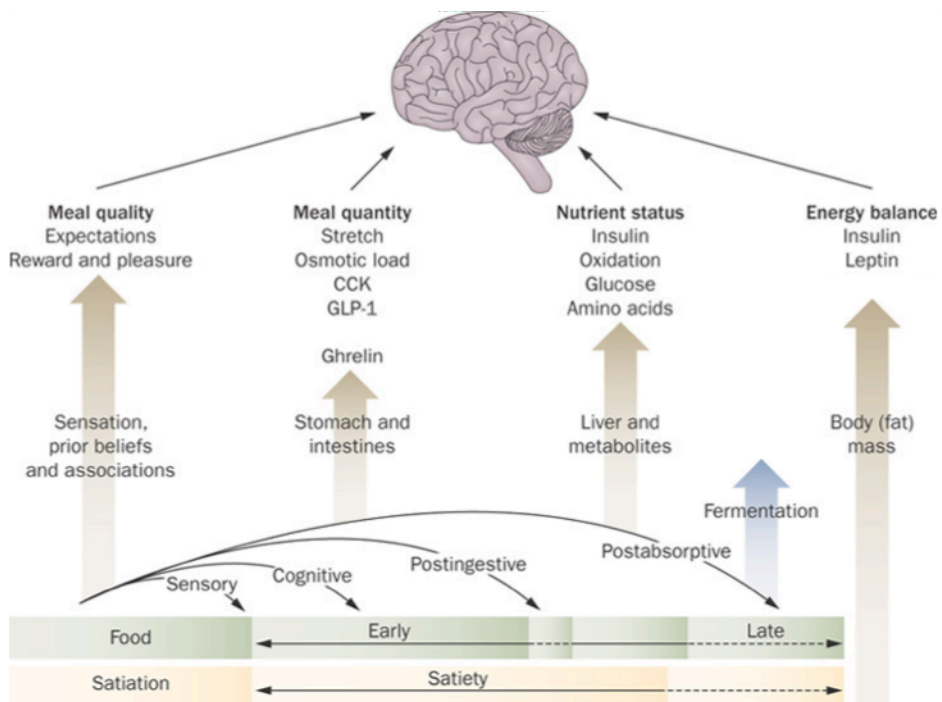 Meal quality
Expectations
Reward and pleasure
Meal quantity
Stretch
Osmotic load
CCK
GLP-1
Ghrelin
Nutrient status
Insulin
Oxidation
Glucose
Amino acids
Energy balance
Insulin
Leptin
Sensation,
prior beliefs
and associations
Stomach and
intestines
Liver and
metabolites
Body (fat)
mass
Fermentation
Sensory
Cognitive
Postingestive
Postabsorptive
Food
Early
Late
Satiation
Satiety